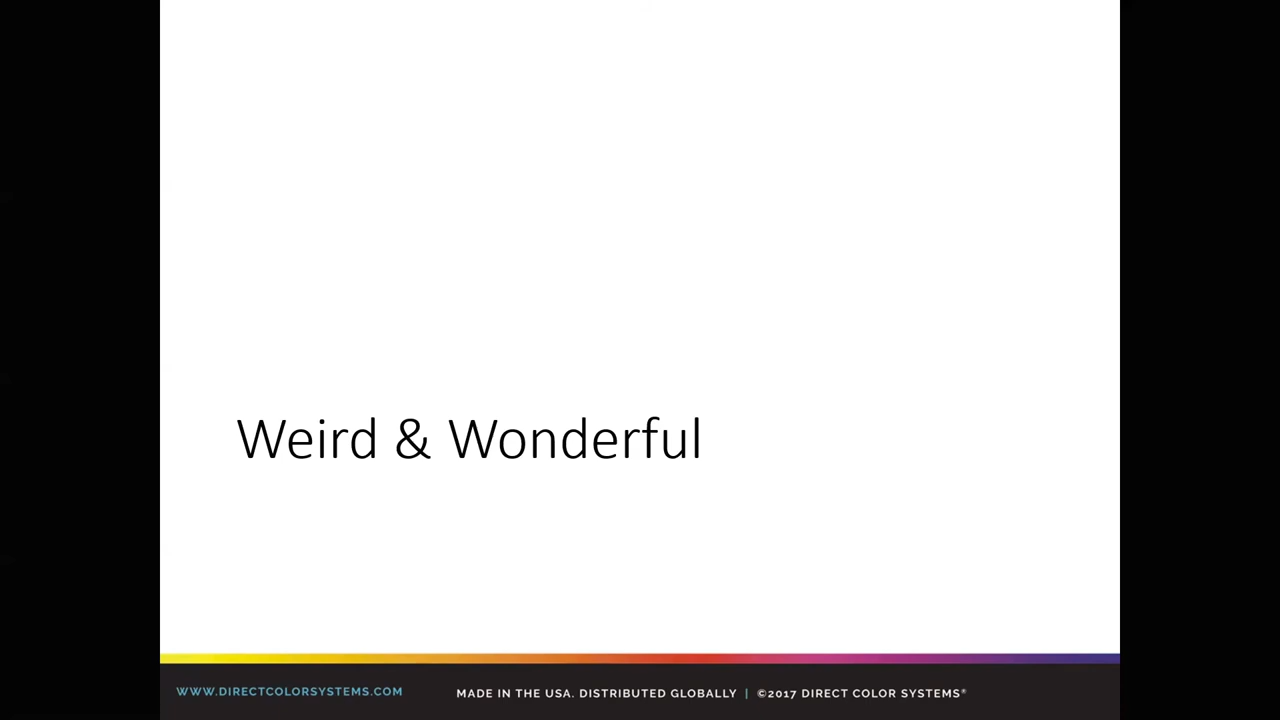 Weird & Wonderful
WWW.DIRECTCOLORSYSTEMS.COM MADE IN THE USA. DISTRIBUTED GLOBALLY | ©2017 DIRECT COLOR SYSTEMS®